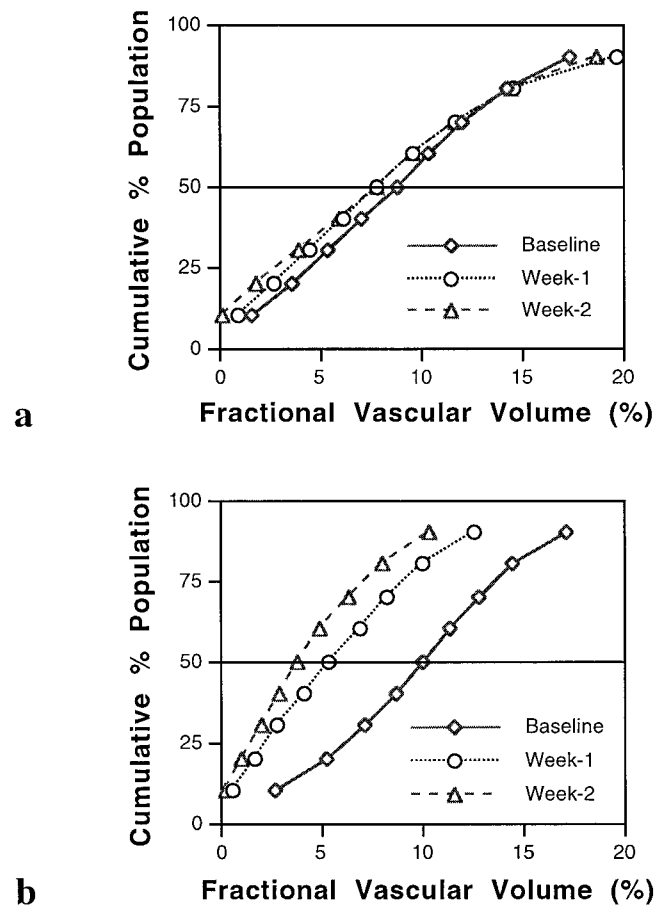 100
75
50
25
0
Cumulative % Population
Baseline
Week-1
Week-2
0 5 10 15 20
Fractional Vascular Volume (%)
a
100
75
50
25
0
Cumulative % Population
Baseline
Week-1
Week-2
0 5 10 15 20
Fractional Vascular Volume (%)
b